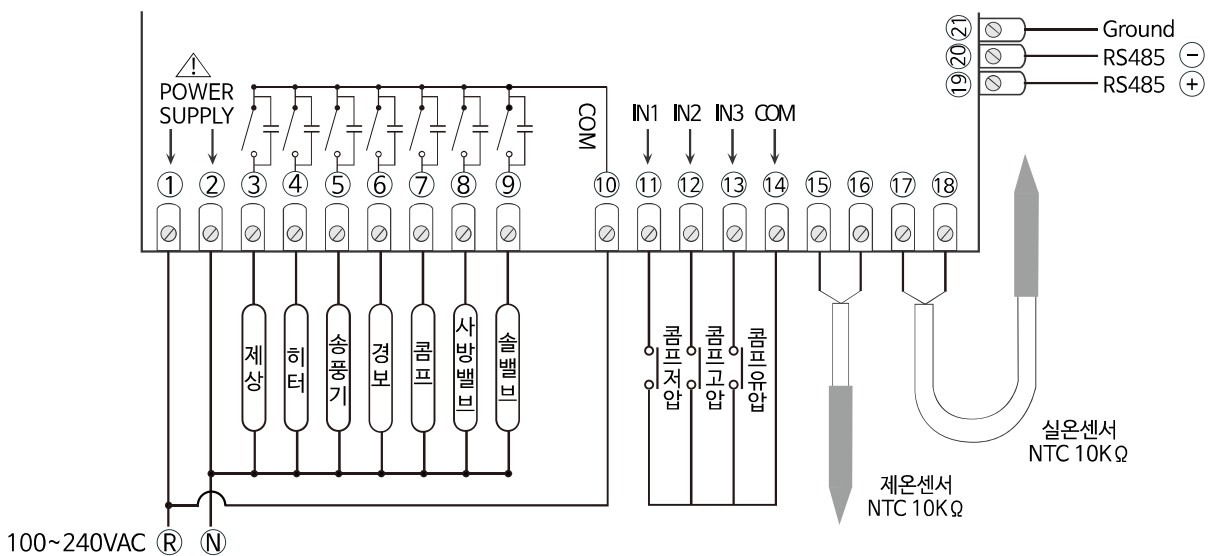 ㉑ Ground
⑳ RS485 ⊖
⑲ RS485 ⊕
POWER
SUPPLY
COM
IN1 IN2 IN3 COM
① ② ③ ④ ⑤ ⑥ ⑦ ⑧ ⑨ ⑩ ⑪ ⑫ ⑬ ⑭ ⑮ ⑯ ⑰ ⑱
제상
히터
송풍기
경보
콤프
사방밸브
솔밸브
콤프저압
콤프고압
콤프유압
실온센서
NTC 10KΩ
제온센서
NTC 10KΩ
100~240VAC Ⓡ Ⓝ